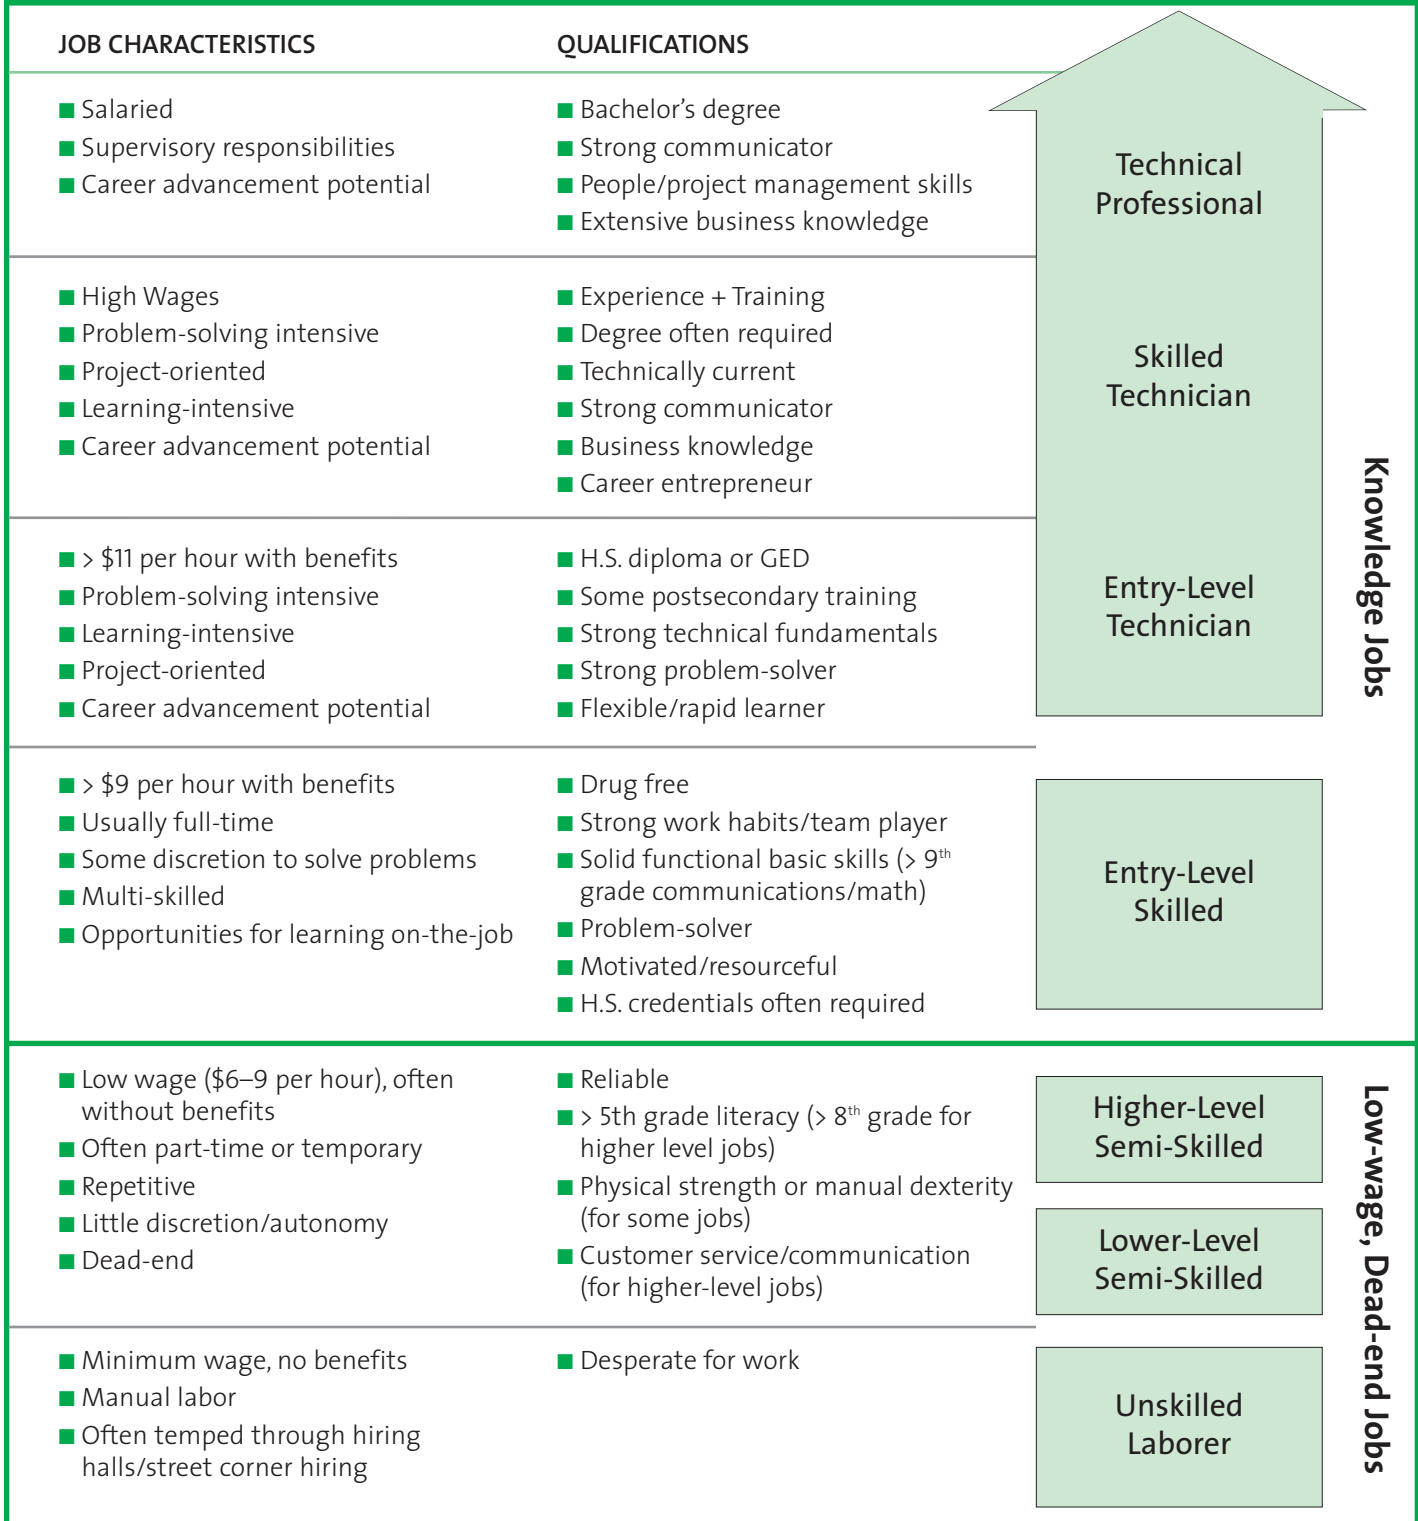 JOB CHARACTERISTICS
QUALIFICATIONS
■ Salaried
■ Supervisory responsibilities
■ Career advancement potential
■ Bachelor’s degree
■ Strong communicator
■ People/project management skills
■ Extensive business knowledge
Technical
Professional
■ High Wages
■ Problem-solving intensive
■ Project-oriented
■ Learning-intensive
■ Career advancement potential
■ Experience + Training
■ Degree often required
■ Technically current
■ Strong communicator
■ Business knowledge
■ Career entrepreneur
Skilled
Technician
■ > $11 per hour with benefits
■ Problem-solving intensive
■ Learning-intensive
■ Project-oriented
■ Career advancement potential
■ H.S. diploma or GED
■ Some postsecondary training
■ Strong technical fundamentals
■ Strong problem-solver
■ Flexible/rapid learner
Entry-Level
Technician
■ > $9 per hour with benefits
■ Usually full-time
■ Some discretion to solve problems
■ Multi-skilled
■ Opportunities for learning on-the-job
■ Drug free
■ Strong work habits/team player
■ Solid functional basic skills (> 9th
grade communications/math)
■ Problem-solver
■ Motivated/resourceful
■ H.S. credentials often required
Entry-Level
Skilled
Knowledge Jobs
■ Low wage ($6–9 per hour), often
without benefits
■ Often part-time or temporary
■ Repetitive
■ Little discretion/autonomy
■ Dead-end
■ Reliable
■ > 5th grade literacy (> 8th grade for
higher level jobs)
■ Physical strength or manual dexterity
(for some jobs)
■ Customer service/communication
(for higher-level jobs)
Higher-Level
Semi-Skilled
Lower-Level
Semi-Skilled
■ Minimum wage, no benefits
■ Manual labor
■ Often temped through hiring
halls/street corner hiring
■ Desperate for work
Unskilled
Laborer
Low-wage, Dead-end Jobs